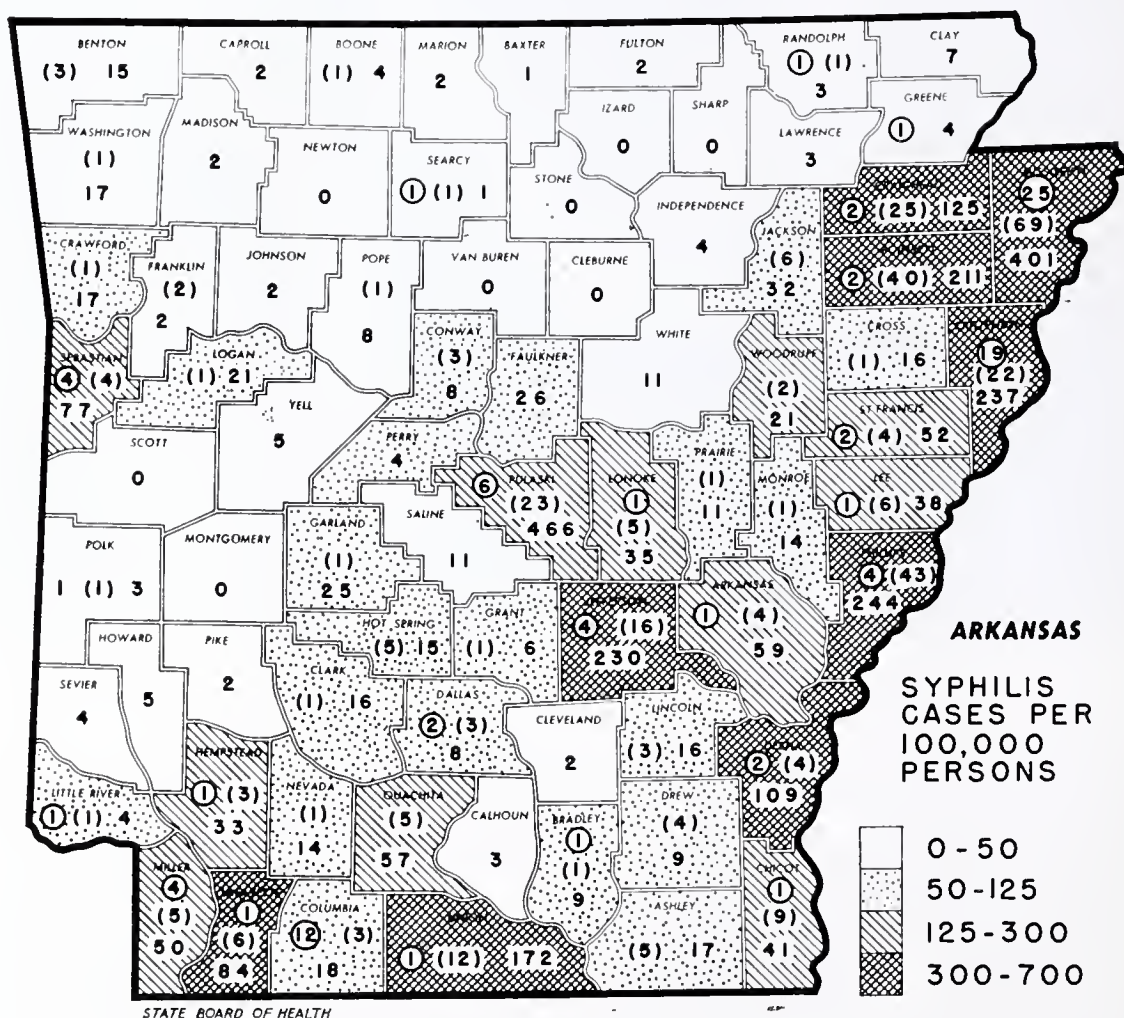 BENTON
(3) 15
CAPROLL
2
BOONE
(1) 4
MARION
2
BAXTER
1
FULTON
2
RANDOLPH
① (1)
3
CLAY
7
GREENE
① 4
WASHINGTON
(1)
17
MADISON
2
NEWTON
0
SEARCY
① (1) 1
STONE
0
IZARD
0
SHARP
0
LAWRENCE
3
INDEPENDENCE
4
JACKSON
(6)
32
② (25) 125
㉕
(69)
401
② (40) 211
CRAWFORD
(1)
17
FRANKLIN
(2)
2
JOHNSON
2
POPE
(1)
8
VAN BUREN
0
CLEBURNE
0
WHITE
11
WOODRUFF
(2)
21
CROSS
(1) 16
⑲
(22)
237
SEBASTIAN
④ (4)
77
LOGAN
(1) 21
CONWAY
(3)
8
FAULKNER
26
ST FRANCIS
② (4) 52
SCOTT
0
YELL
5
PERRY
4
PULASKI
⑥ (23)
466
LONOKE
①
(5)
35
PRAIRIE
(1)
11
MONROE
(1)
14
LEE
① (6) 38
④ (43)
244
POLK
1 (1) 3
MONTGOMERY
0
GARLAND
(1)
25
SALINE
11
HOT SPRING
(5) 15
GRANT
(1) 6
④ (16)
230
ARKANSAS
① (4)
59
HOWARD
5
PIKE
2
SEVIER
4
CLARK
(1) 16
DALLAS
② (3)
8
CLEVELAND
2
LINCOLN
(3) 16
② (4)
109
LITTLE RIVER
① (1) 4
HEMPSTEAD
① (3)
33
NEVADA
(1)
14
OUACHITA
(5)
57
CALHOUN
3
BRADLEY
①
(1)
9
DREW
(4)
9
MILLER
④
(5)
50
①
(6)
84
COLUMBIA
⑫ (3)
18
① (12) 172
ASHLEY
(5) 17
CHICOT
①
(9)
41
ARKANSAS
SYPHILIS
CASES PER
100,000
PERSONS
0-50
50-125
125-300
300-700
STATE BOARD OF HEALTH